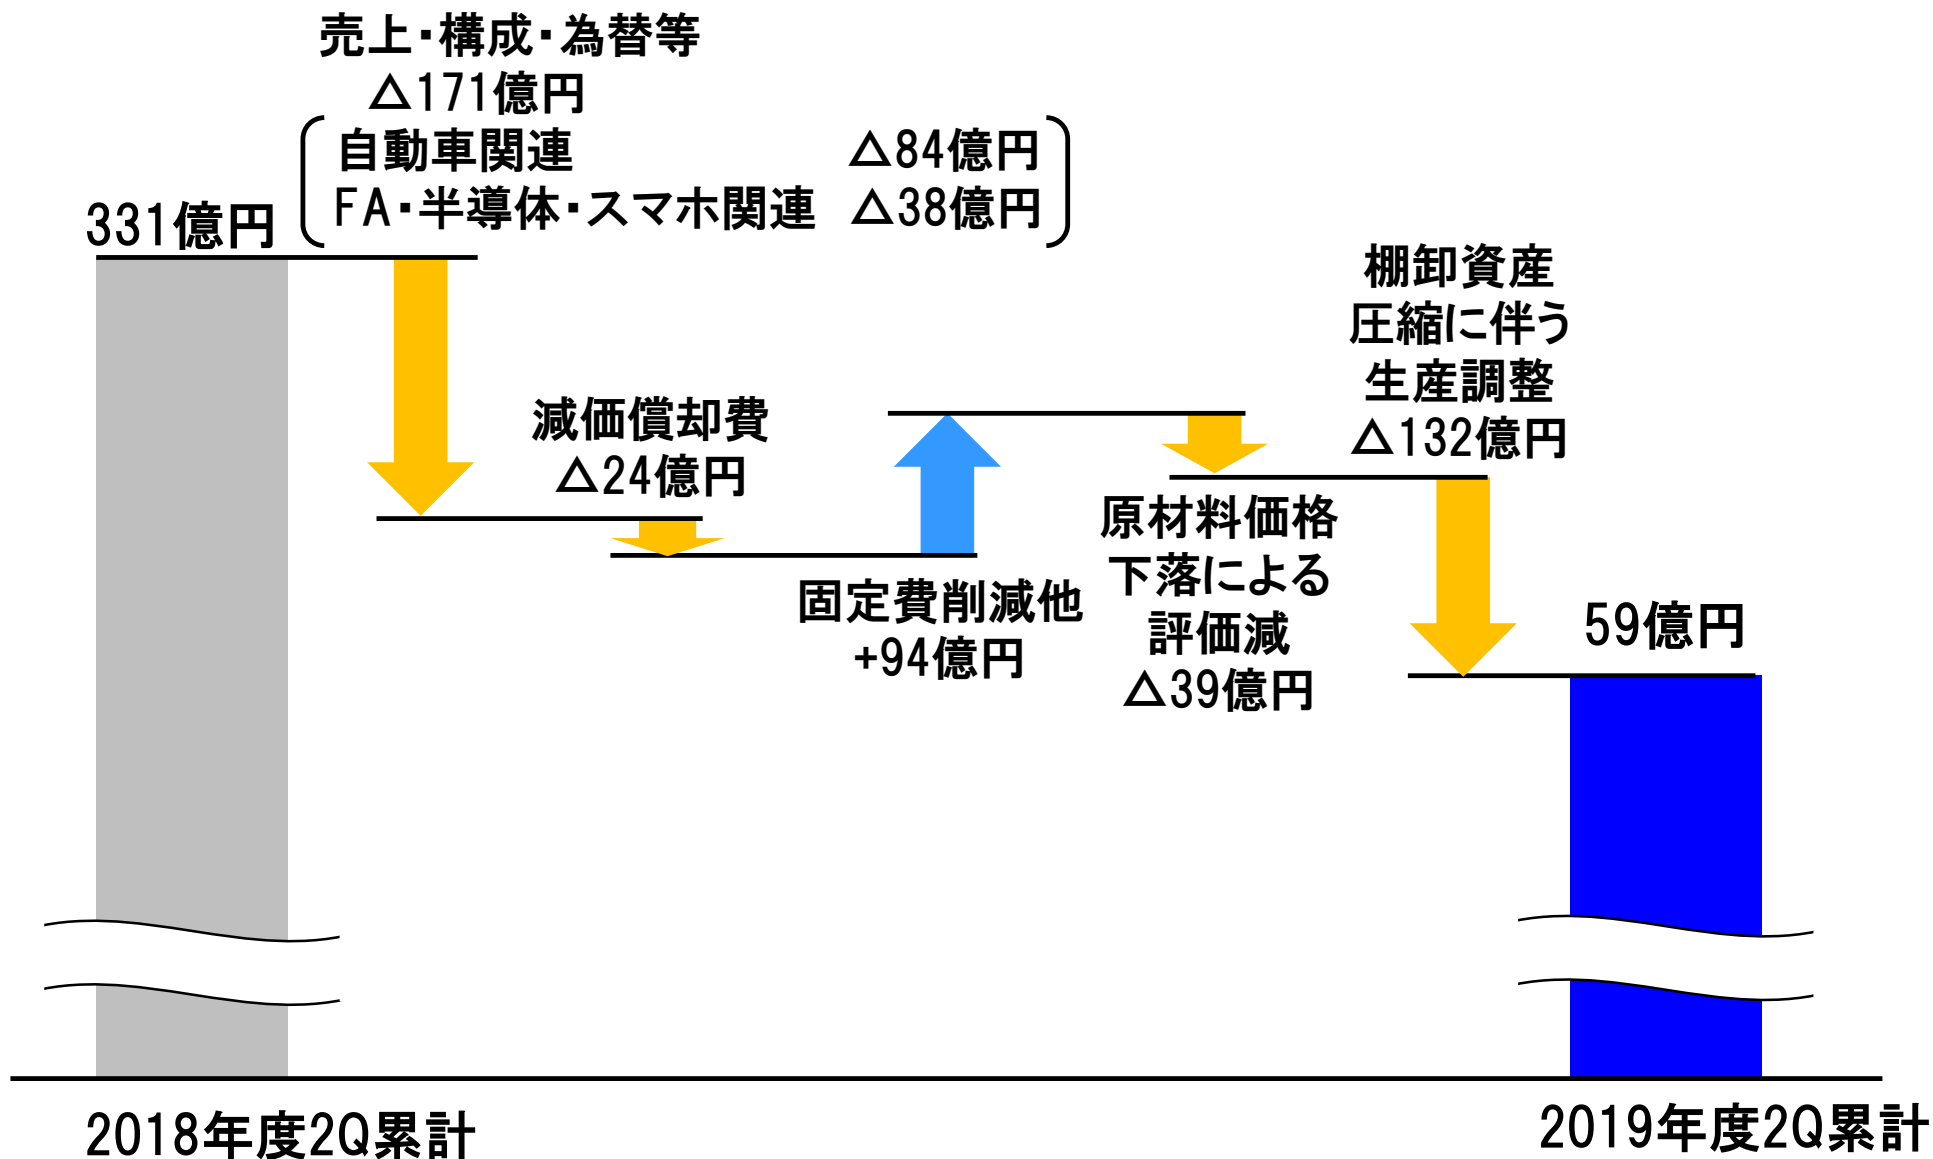 売上・構成・為替等
△171億円
自動車関連 △84億円
FA・半導体・スマホ関連 △38億円
331億円
棚卸資産
圧縮に伴う
生産調整
△132億円
減価償却費
△24億円
原材料価格
下落による
評価減
△39億円
固定費削減他
+94億円
59億円
2018年度2Q累計
2019年度2Q累計